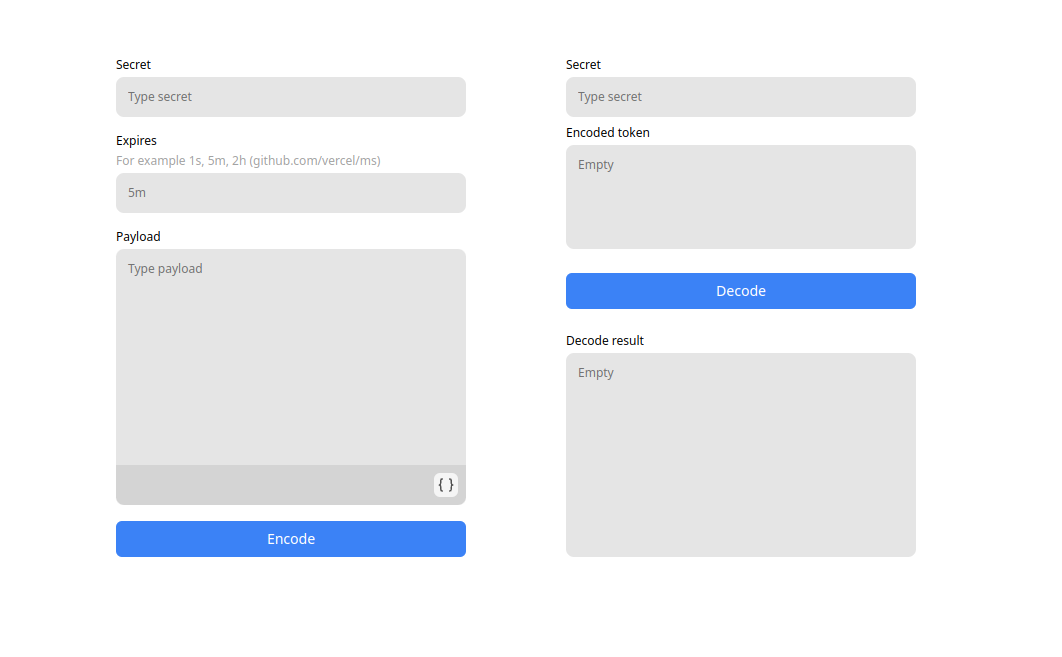 Secret
Type secret
Expires
For example 1s, 5m, 2h (github.com/vercel/ms)
5m
Payload
Type payload
{ }
Encode
Secret
Type secret
Encoded token
Empty
Decode
Decode result
Empty